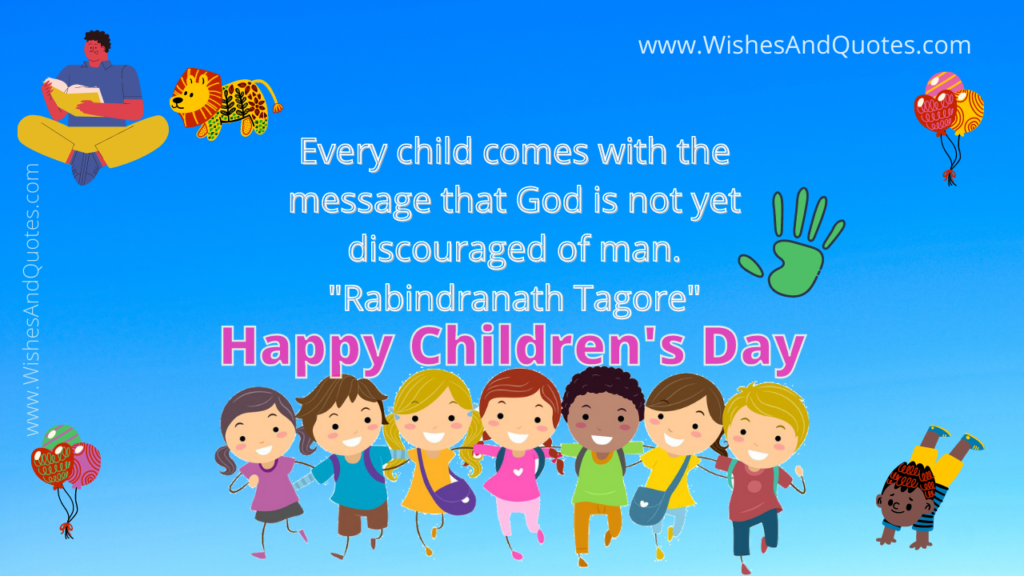 www.WishesAndQuotes.com
Every child comes with the
message that God is not yet
discouraged of man.
"Rabindranath Tagore"
Happy Children's Day
www.WishesAndQuotes.com